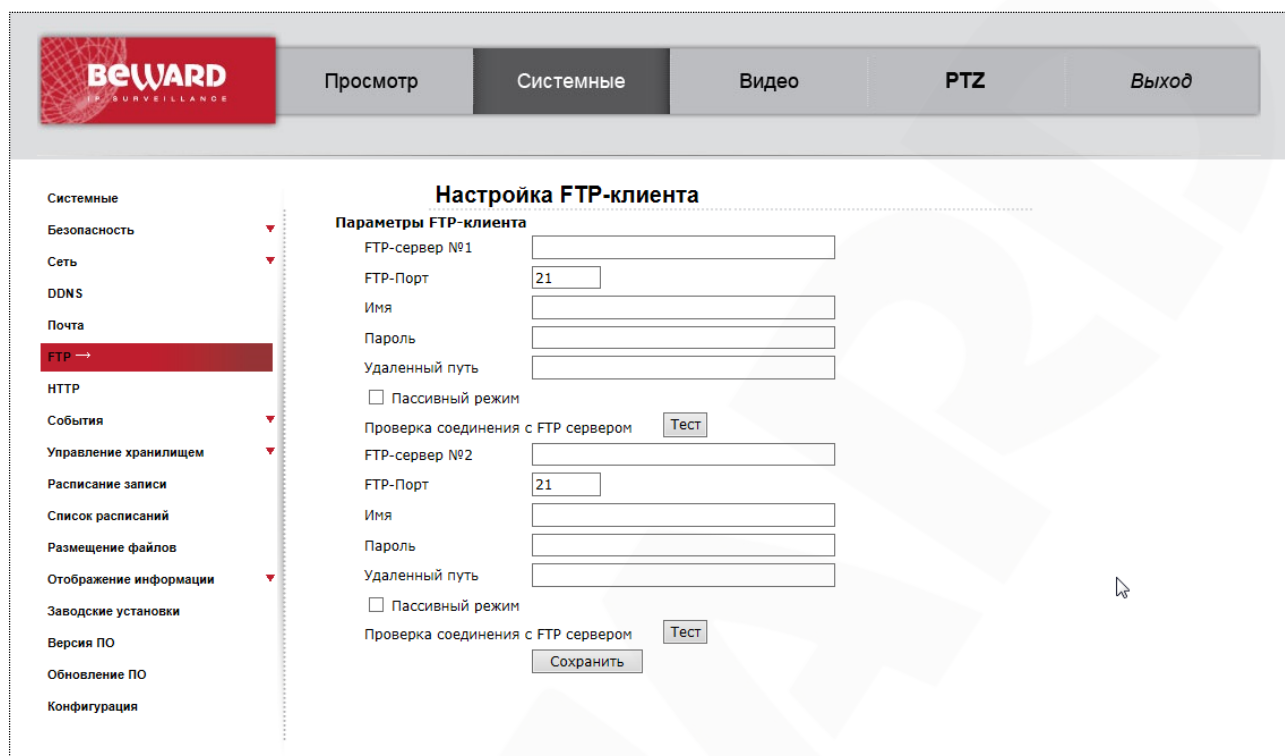 BEWARD
IP SURVEILLANCE
Просмотр
Системные
Видео
PTZ
Выход
Системные
Безопасность
Сеть
DDNS
Почта
FTP →
HTTP
События
Управление хранилищем
Расписание записи
Список расписаний
Размещение файлов
Отображение информации
Заводские установки
Версия ПО
Обновление ПО
Конфигурация
Настройка FTP-клиента
Параметры FTP-клиента
FTP-сервер №1
FTP-Порт 21
Имя
Пароль
Удаленный путь
Пассивный режим
Проверка соединения с FTP сервером Тест
FTP-сервер №2
FTP-Порт 21
Имя
Пароль
Удаленный путь
Пассивный режим
Проверка соединения с FTP сервером Тест
Сохранить